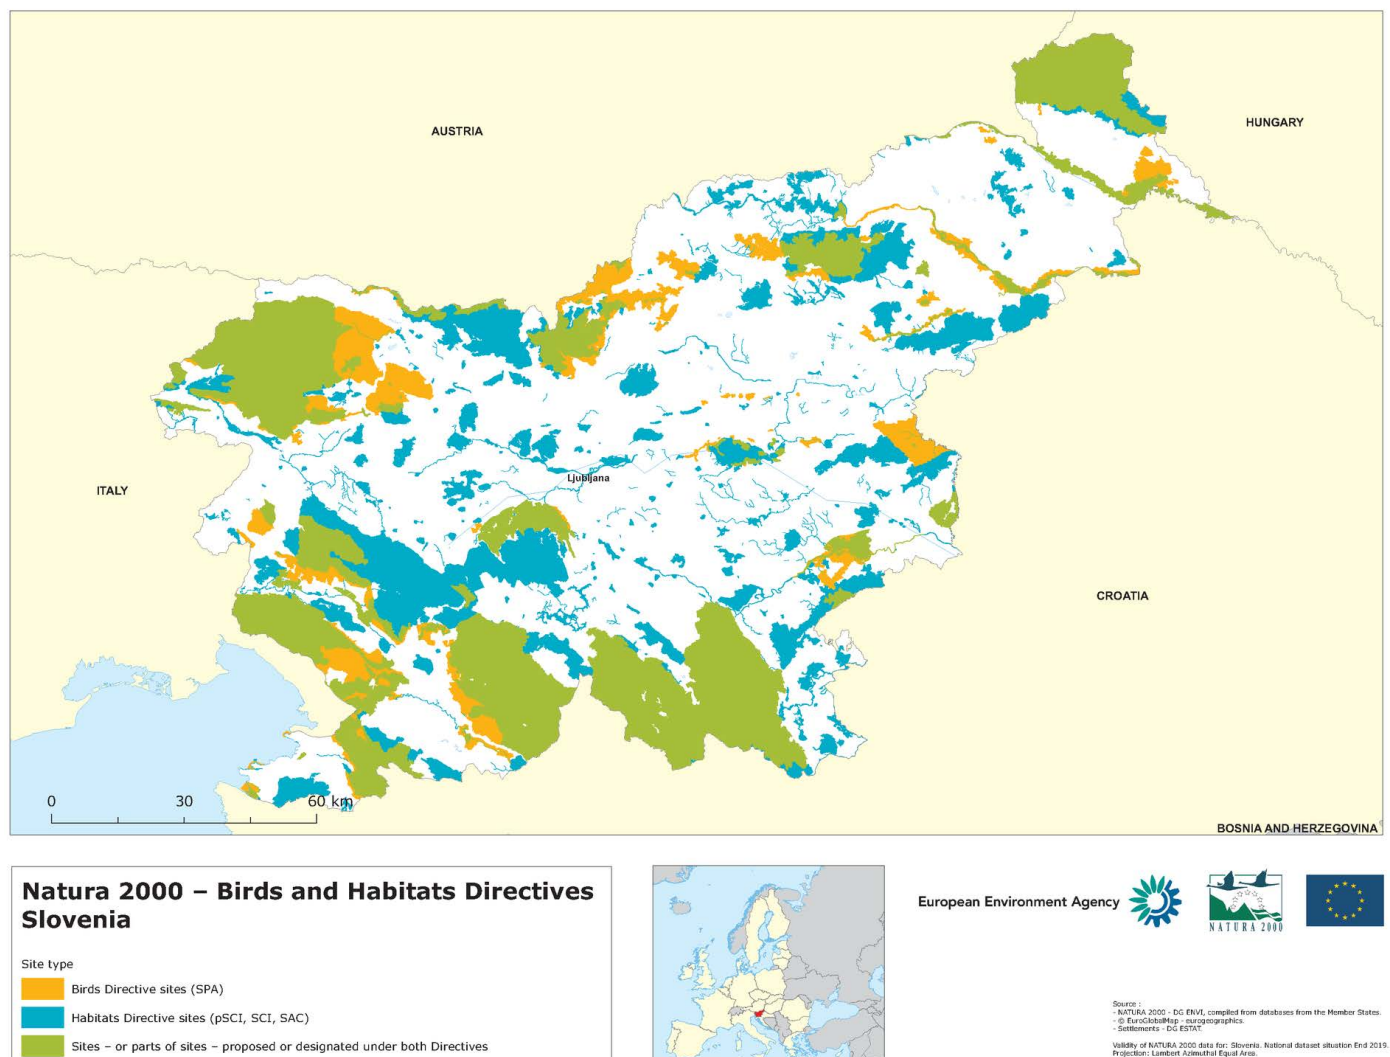 AUSTRIA
HUNGARY
ITALY
Ljubljana
CROATIA
0 30 60 km
BOSNIA AND HERZEGOVINA
Natura 2000 – Birds and Habitats Directives
Slovenia
Site type
Birds Directive sites (SPA)
Habitats Directive sites (pSCI, SCI, SAC)
Sites – or parts of sites – proposed or designated under both Directives
European Environment Agency
NATURA 2000
Source :
- NATURA 2000 - DG ENVI, compiled from databases from the Member States.
- © EuroGlobalMap - eurogeographics.
- Settlements - DG ESTAT.
Validity of NATURA 2000 data for: Slovenia. National dataset situation End 2019.
Projection: Lambert Azimuthal Equal Area.